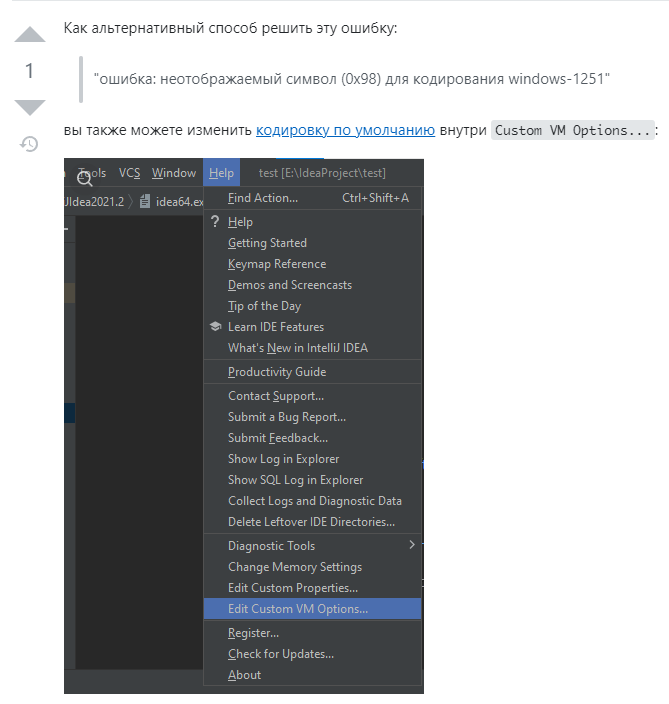 Как альтернативный способ решить эту ошибку:
1
"ошибка: неотображаемый символ (0x98) для кодирования windows-1251"
вы также можете изменить кодировку по умолчанию внутри Custom VM Options...:
Tools VCS Window Help test [E:\IdeaProject\test]
JIdea2021.2 idea64.ex
Find Action... Ctrl+Shift+A
? Help
Getting Started
Keymap Reference
Demos and Screencasts
Tip of the Day
Learn IDE Features
What's New in IntelliJ IDEA
Productivity Guide
Contact Support...
Submit a Bug Report...
Submit Feedback...
Show Log in Explorer
Show SQL Log in Explorer
Collect Logs and Diagnostic Data
Delete Leftover IDE Directories...
Diagnostic Tools
Change Memory Settings
Edit Custom Properties...
Edit Custom VM Options...
Register...
Check for Updates...
About